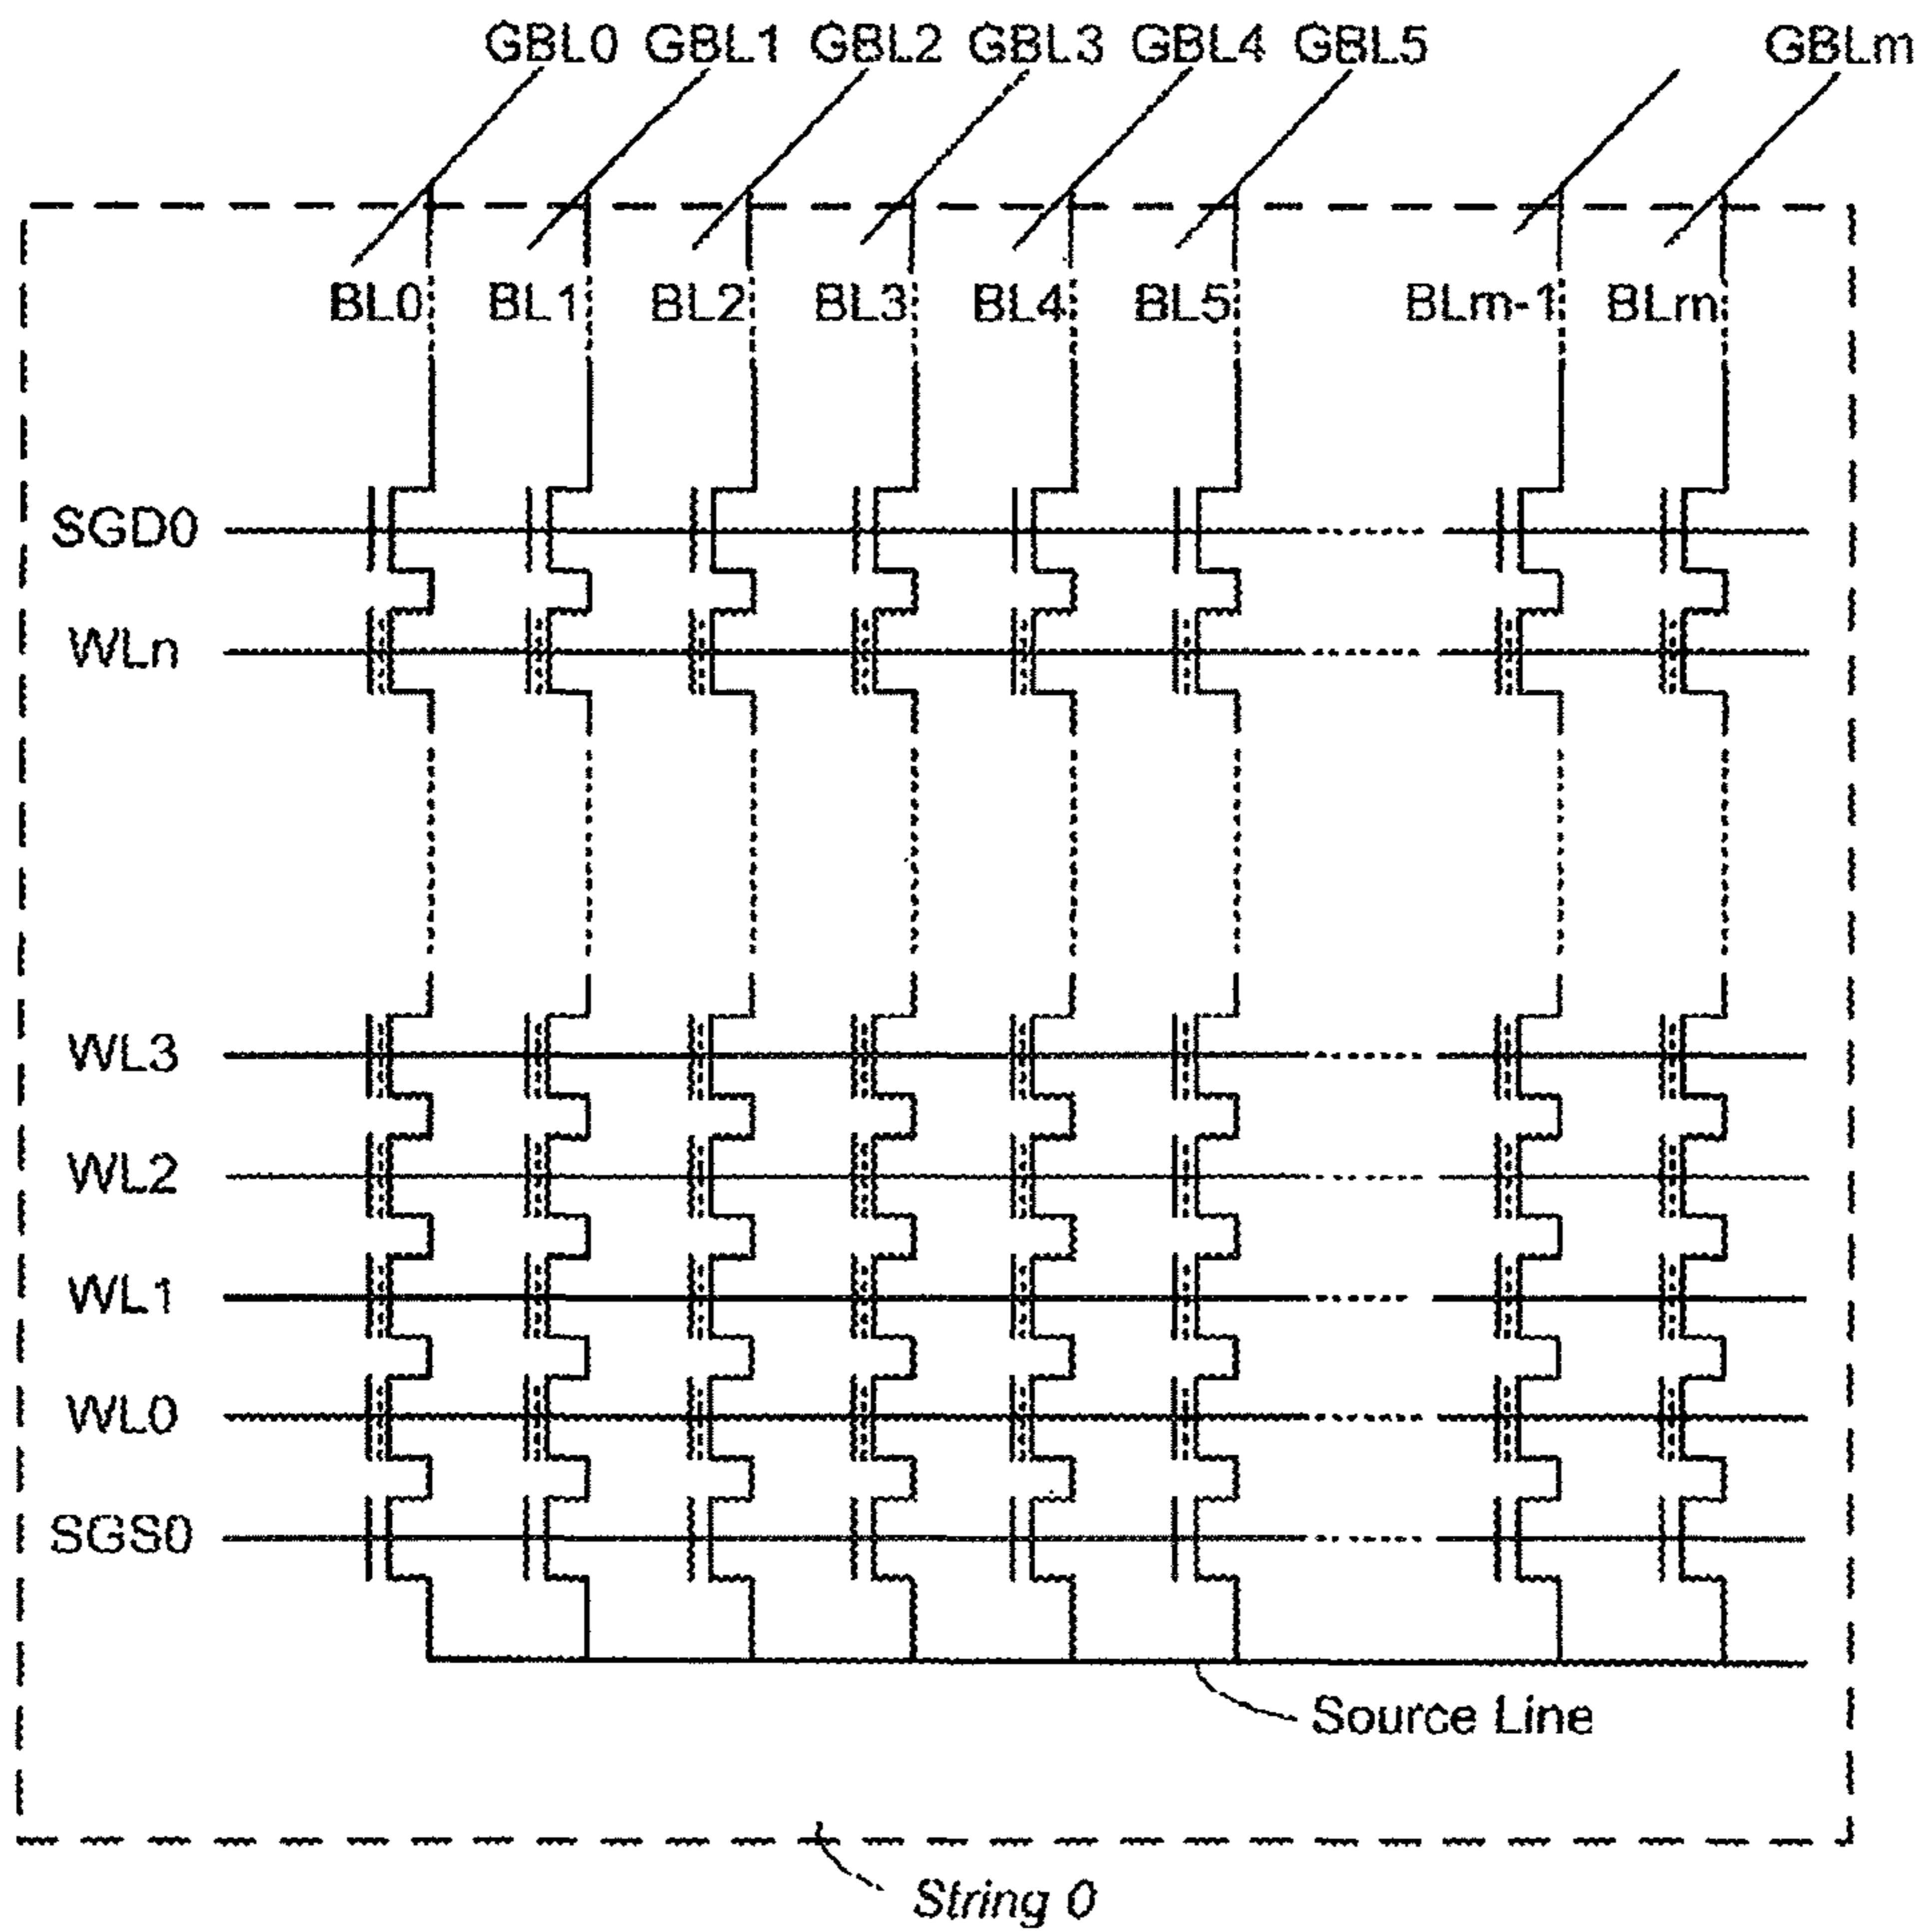 GBL0 GBL1 GBL2 GBL3 GBL4 GBL5 GBLm
BL0 BL1 BL2 BL3 BL4 BL5 BLm-1 BLm
SGD0
WLn
WL3
WL2
WL1
WL0
SGS0
Source Line
String 0